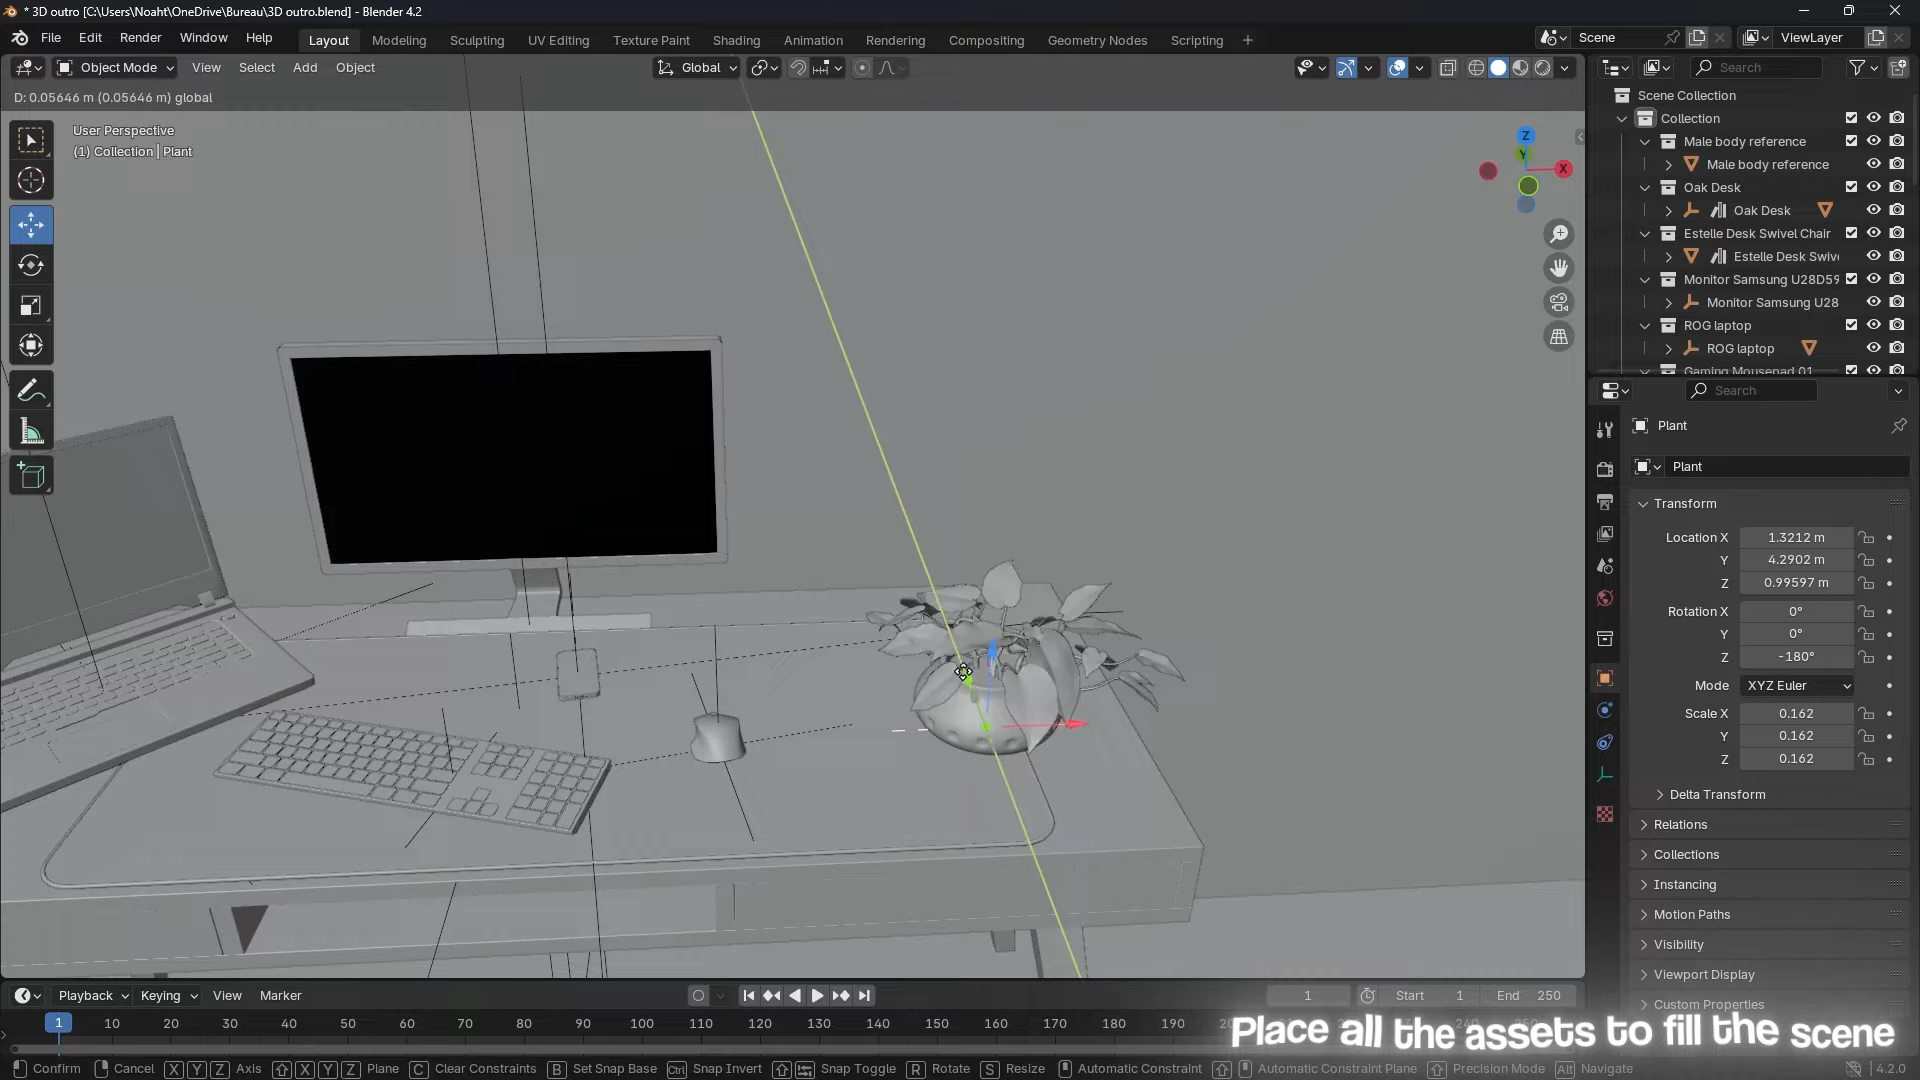 * 3D outro [C:\Users\Noaht\OneDrive\Bureau\3D outro.blend] - Blender 4.2
File Edit Render Window Help Layout Modeling Sculpting UV Editing Texture Paint Shading Animation Rendering Compositing Geometry Nodes Scripting + Scene ViewLayer
Object Mode View Select Add Object Global Search
D: 0.05646 m (0.05646 m) global
User Perspective
(1) Collection | Plant
Z
Y
X
Scene Collection
Collection
Male body reference
Male body reference
Oak Desk
Oak Desk
Estelle Desk Swivel Chair
Estelle Desk Swiv
Monitor Samsung U28D59
Monitor Samsung U28
ROG laptop
ROG laptop
Gaming Mousepad 01
Search
Plant
Plant
Transform
Location X 1.3212 m
Y 4.2902 m
Z 0.99597 m
Rotation X 0°
Y 0°
Z -180°
Mode XYZ Euler
Scale X 0.162
Y 0.162
Z 0.162
Delta Transform
Relations
Collections
Instancing
Motion Paths
Visibility
Viewport Display
Custom Properties
Playback Keying View Marker 1 Start 1 End 250
1 10 20 30 40 50 60 70 80 90 100 110 120 130 140 150 160 170 180 190 240
Place all the assets to fill the scene
Confirm Cancel X Y Z Axis X Y Z Plane C Clear Constraints B Set Snap Base Ctrl Snap Invert Snap Toggle R Rotate S Resize Automatic Constraint Automatic Constraint Plane Precision Mode Alt Navigate 4.2.0